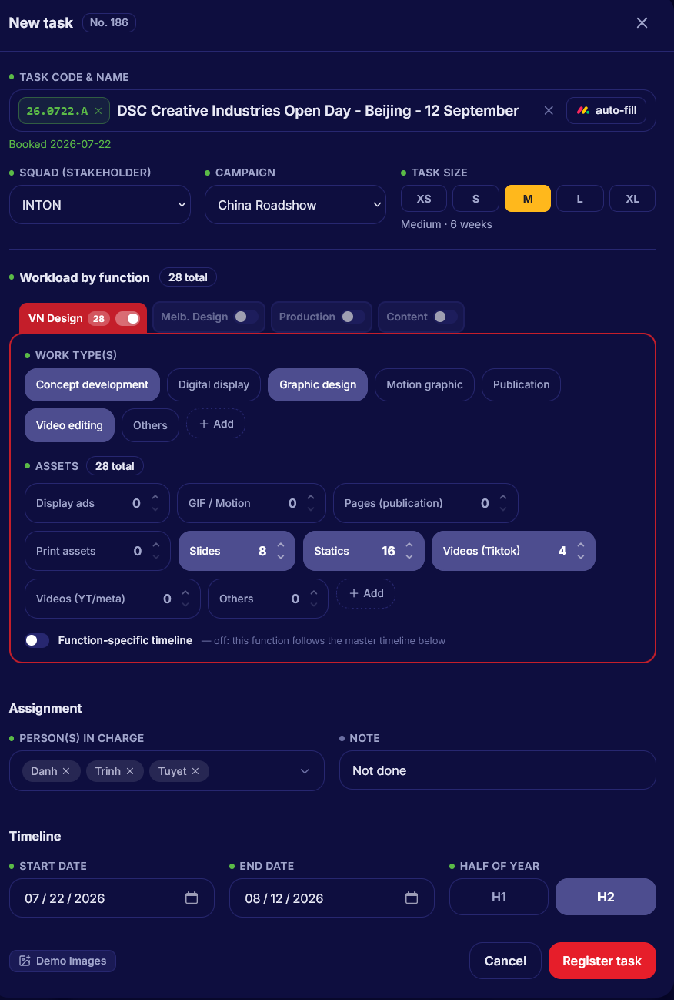 New task No. 186
TASK CODE & NAME
26.0722.A × DSC Creative Industries Open Day - Beijing - 12 September auto-fill
Booked 2026-07-22
SQUAD (STAKEHOLDER) CAMPAIGN TASK SIZE
INTON China Roadshow XS S M L XL
Medium · 6 weeks
Workload by function 28 total
VN Design 28 Melb. Design Production Content
WORK TYPE(S)
Concept development Digital display Graphic design Motion graphic Publication
Video editing Others + Add
ASSETS 28 total
Display ads 0 GIF / Motion 0 Pages (publication) 0
Print assets 0 Slides 8 Statics 16 Videos (Tiktok) 4
Videos (YT/meta) 0 Others 0 + Add
Function-specific timeline — off: this function follows the master timeline below
Assignment
PERSON(S) IN CHARGE NOTE
Danh × Trinh × Tuyet × Not done
Timeline
START DATE END DATE HALF OF YEAR
07 / 22 / 2026 08 / 12 / 2026 H1 H2
Demo Images Cancel Register task